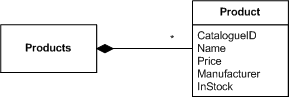 Product
Products
*
CatalogueID
Name
Price
Manufacturer
InStock